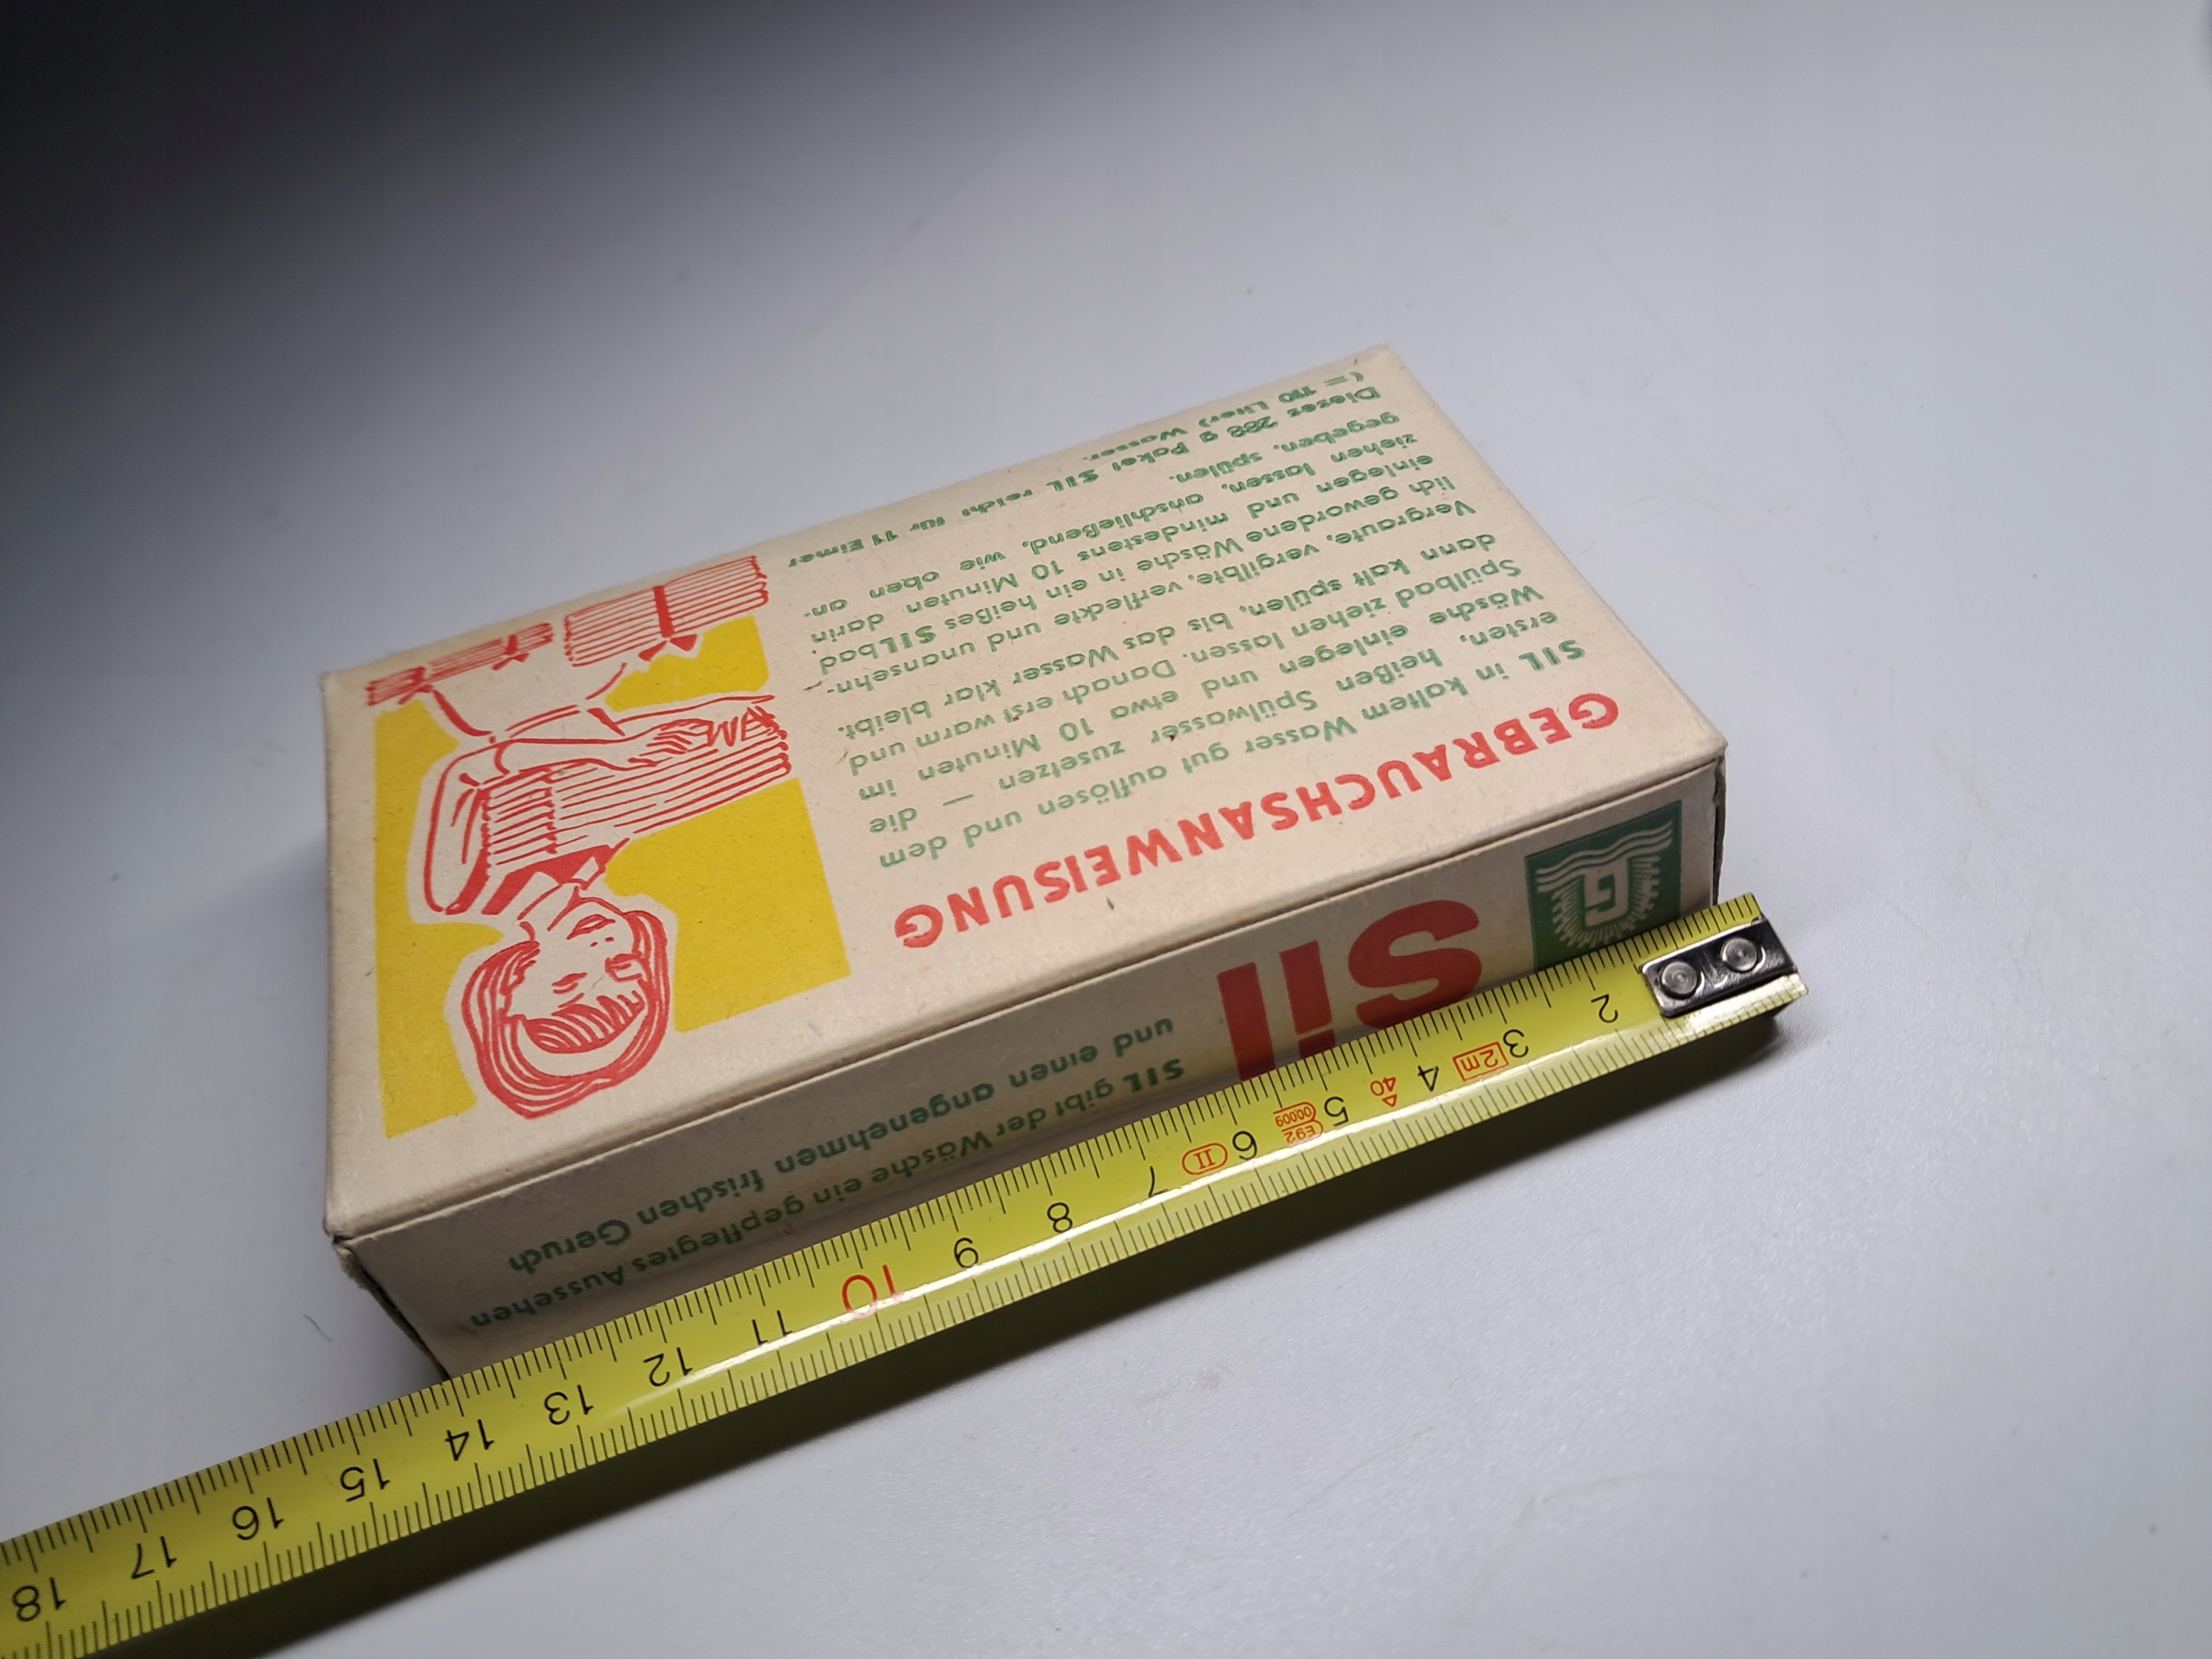 GEBRAUCHSANWEISUNG
SIL in kaltem Wasser gut auflösen und dem
ersten, heißen Spülwasser zusetzen — die
Wäsche einlegen und etwa 10 Minuten im
Spülbad ziehen lassen. Danach erst warm und
dann kalt spülen, bis das Wasser klar bleibt.
Vergraute, vergilbte, verfleckte und unansehn-
lich gewordene Wäsche in ein heißes SILbad
einlegen und mindestens 10 Minuten darin
ziehen lassen, anschließend, wie oben an-
gegeben, spülen.
Dieses 288 g Paket SIL reicht für 11 Eimer
(= 110 Liter) Wasser.
G
Sil
SIL gibt der Wäsche ein gepflegtes Aussehen
und einen angenehmen frischen Geruch
2 3 2m 4 40 5 E92 00009 6 II 7 8 9 10 11 12 13 14 15 16 17 18